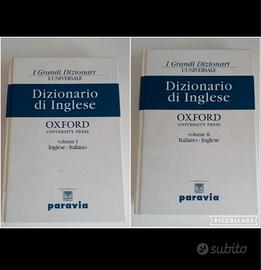 I Grandi Dizionari
L'UNIVERSALE
Dizionario
di Inglese
OXFORD
UNIVERSITY PRESS
volume I
Inglese - Italiano
paravia
I Grandi Dizionari
L'UNIVERSALE
Dizionario
di Inglese
OXFORD
UNIVERSITY PRESS
volume II
Italiano - Inglese
paravia
PICCOLLAGE
subito